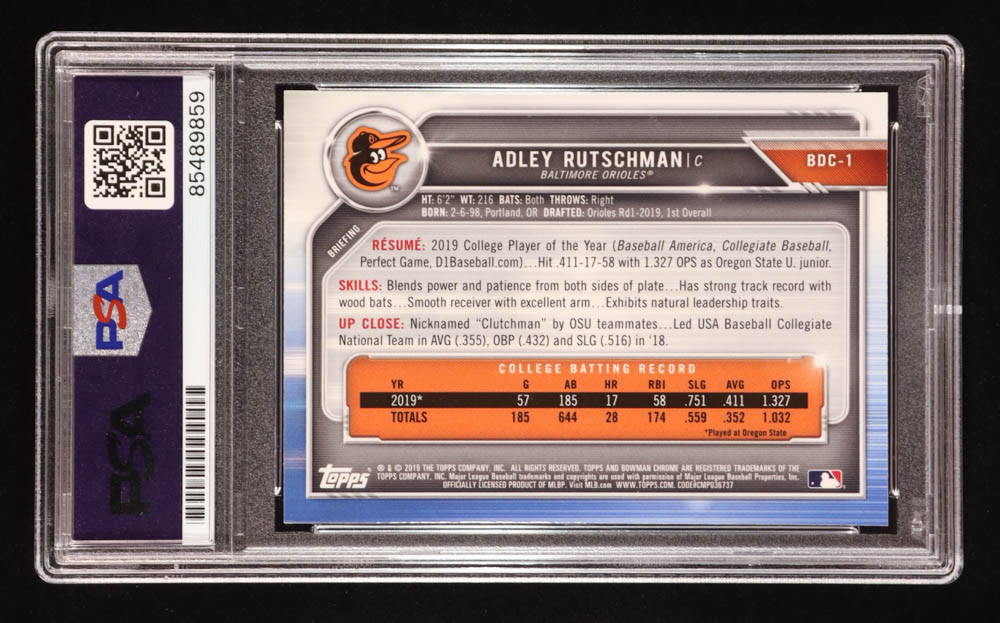 85489859
PSA
PSA
ADLEY RUTSCHMAN | C
BALTIMORE ORIOLES®
BDC-1
HT: 6'2" WT: 216 BATS: Both THROWS: Right
BORN: 2-6-98, Portland, OR DRAFTED: Orioles Rd1-2019, 1st Overall
BRIEFING
RÉSUMÉ: 2019 College Player of the Year (Baseball America, Collegiate Baseball,
Perfect Game, D1Baseball.com)...Hit .411-17-58 with 1.327 OPS as Oregon State U. junior.
SKILLS: Blends power and patience from both sides of plate...Has strong track record with
wood bats...Smooth receiver with excellent arm...Exhibits natural leadership traits.
UP CLOSE: Nicknamed "Clutchman" by OSU teammates...Led USA Baseball Collegiate
National Team in AVG (.355), OBP (.432) and SLG (.516) in '18.
COLLEGE BATTING RECORD
YR G AB HR RBI SLG AVG OPS
2019* 57 185 17 58 .751 .411 1.327
TOTALS 185 644 28 174 .559 .352 1.032
*Played at Oregon State
Topps ® & © 2019 THE TOPPS COMPANY, INC. ALL RIGHTS RESERVED. TOPPS AND BOWMAN CHROME ARE REGISTERED TRADEMARKS OF THE
TOPPS COMPANY, INC. Major League Baseball trademarks and copyrights are used with permission of Major League Baseball Properties, Inc.
OFFICIALLY LICENSED PRODUCT OF MLBP. Visit MLB.com WWW.TOPPS.COM. CODE#CMP036737